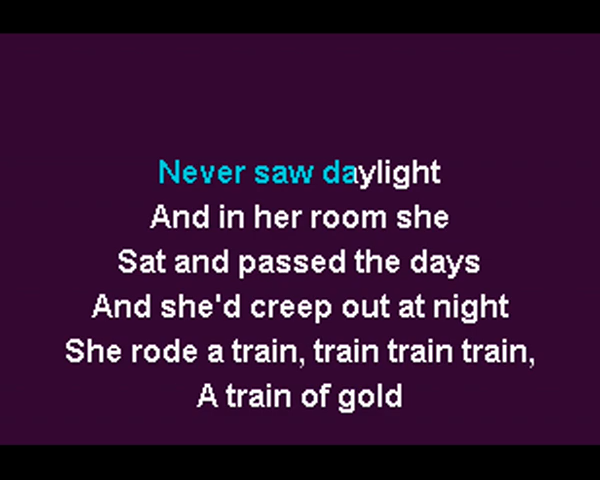 Never saw daylight
And in her room she
Sat and passed the days
And she'd creep out at night
She rode a train, train train train,
A train of gold